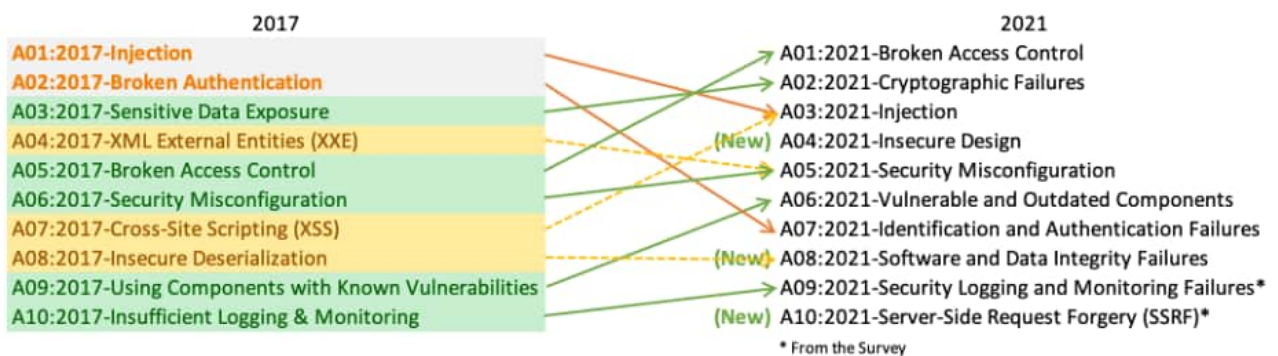 2017
A01:2017-Injection
A02:2017-Broken Authentication
A03:2017-Sensitive Data Exposure
A04:2017-XML External Entities (XXE)
A05:2017-Broken Access Control
A06:2017-Security Misconfiguration
A07:2017-Cross-Site Scripting (XSS)
A08:2017-Insecure Deserialization
A09:2017-Using Components with Known Vulnerabilities
A10:2017-Insufficient Logging & Monitoring
2021
A01:2021-Broken Access Control
A02:2021-Cryptographic Failures
A03:2021-Injection
(New) A04:2021-Insecure Design
A05:2021-Security Misconfiguration
A06:2021-Vulnerable and Outdated Components
A07:2021-Identification and Authentication Failures
(New) A08:2021-Software and Data Integrity Failures
A09:2021-Security Logging and Monitoring Failures*
(New) A10:2021-Server-Side Request Forgery (SSRF)*
* From the Survey